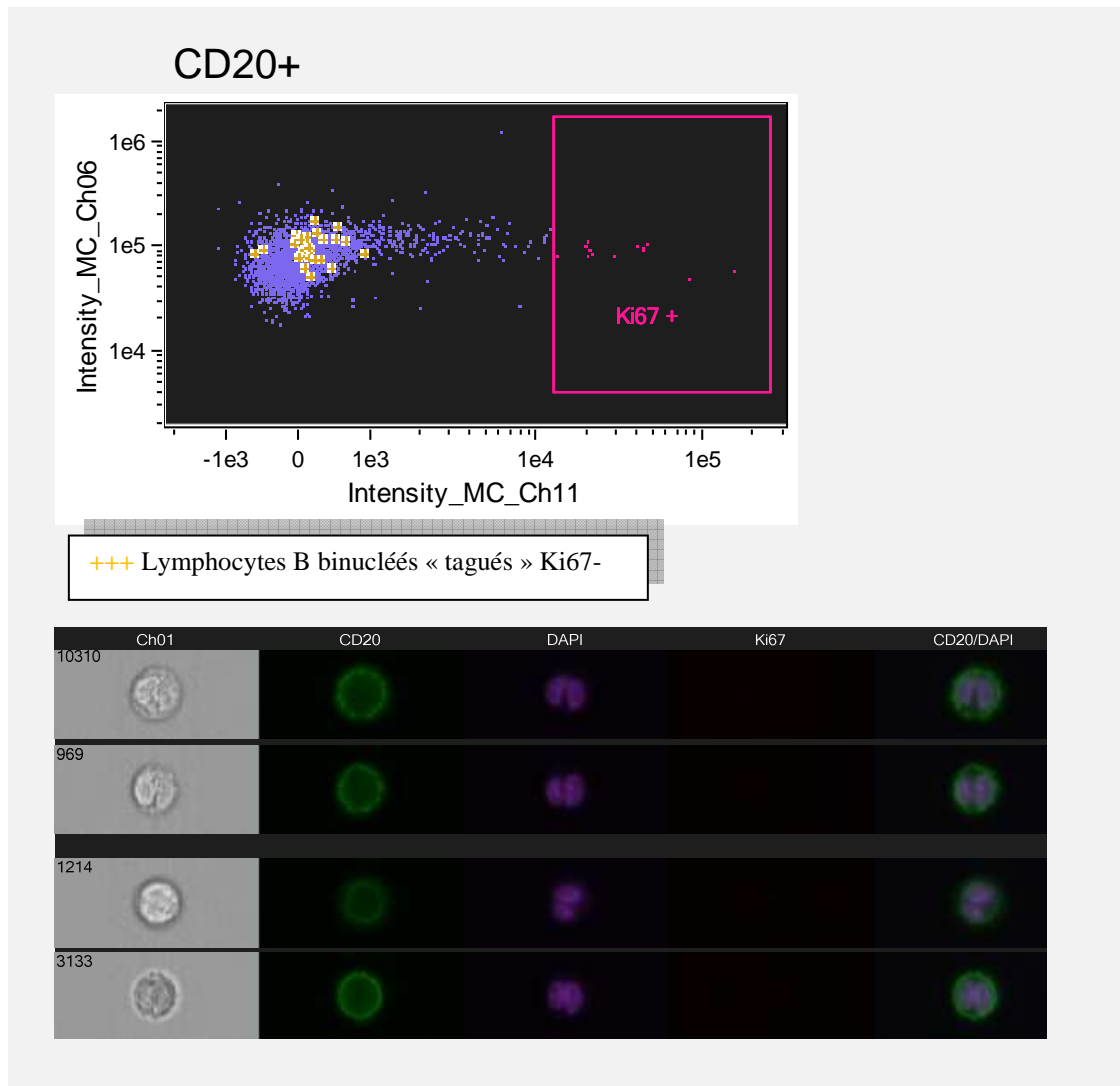 CD20+
Intensity_MC_Ch06
1e6
1e5
1e4
Ki67 +
-1e3 0 1e3 1e4 1e5
Intensity_MC_Ch11
+++ Lymphocytes B binucléés « tagués » Ki67-
Ch01 CD20 DAPI Ki67 CD20/DAPI
10310
969
1214
3133